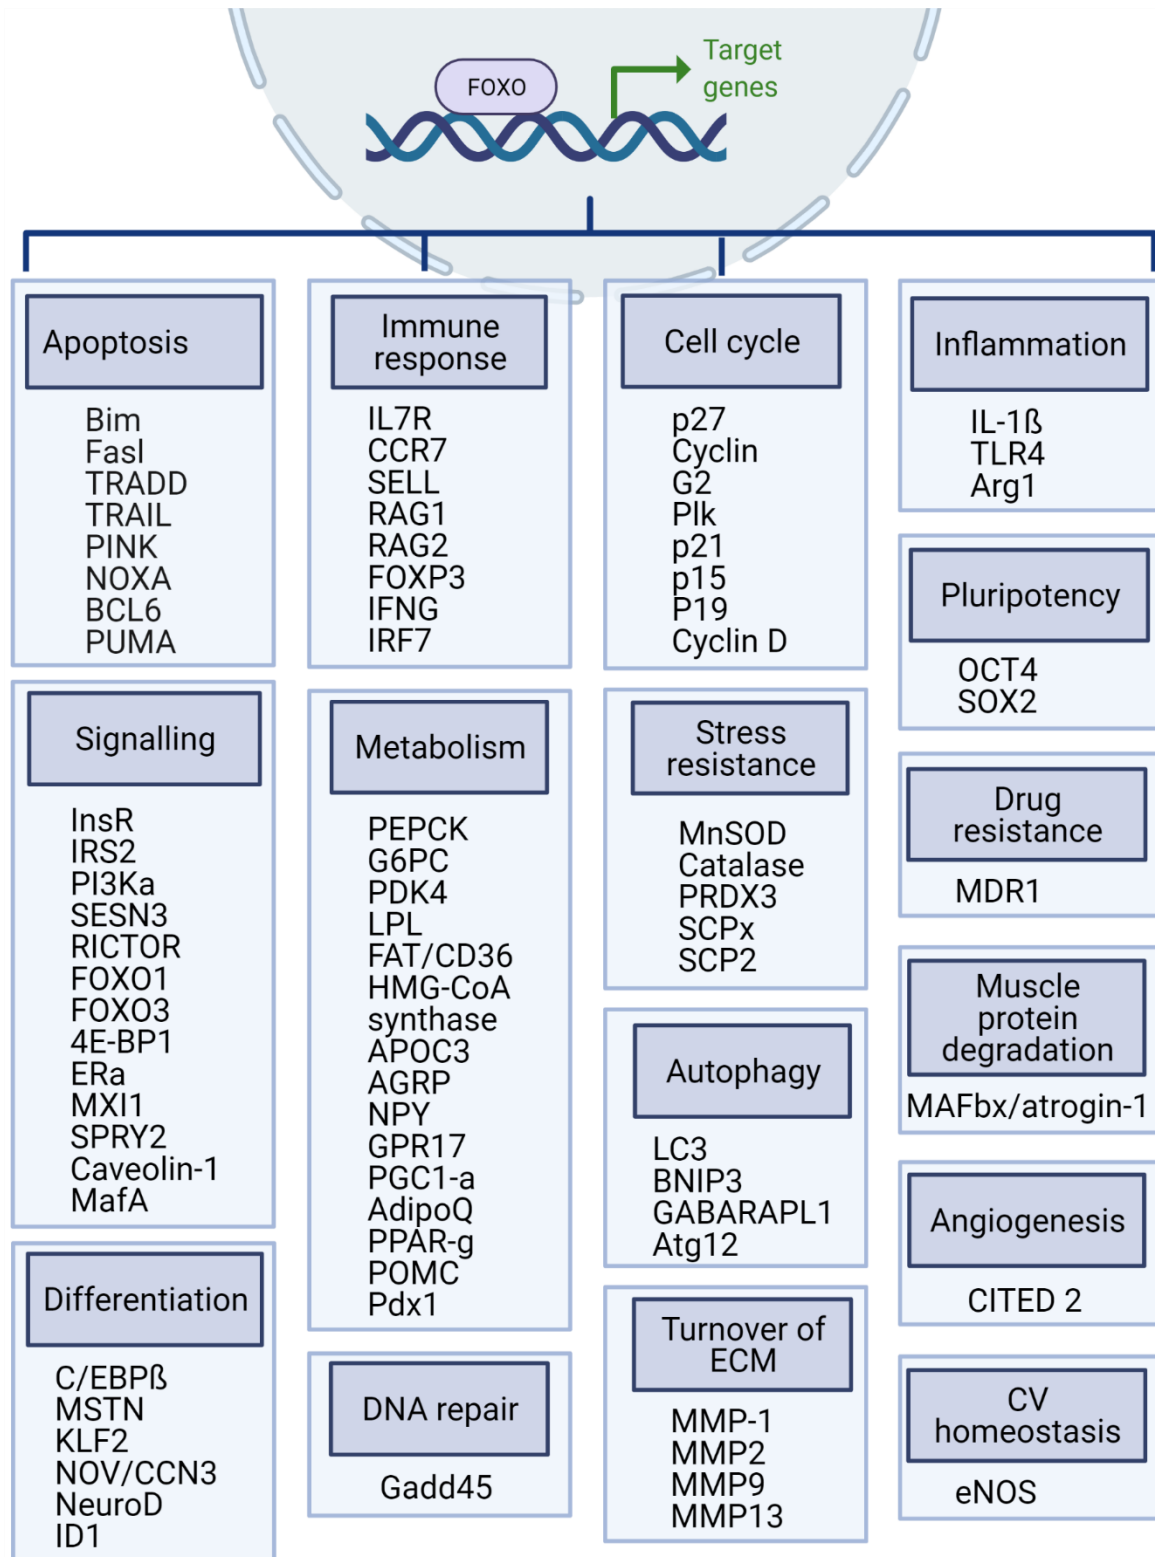 FOXO
Target
genes
Apoptosis
Bim
Fasl
TRADD
TRAIL
PINK
NOXA
BCL6
PUMA
Signalling
InsR
IRS2
PI3Ka
SESN3
RICTOR
FOXO1
FOXO3
4E-BP1
ERa
MXI1
SPRY2
Caveolin-1
MafA
Differentiation
C/EBPß
MSTN
KLF2
NOV/CCN3
NeuroD
ID1
Immune
response
IL7R
CCR7
SELL
RAG1
RAG2
FOXP3
IFNG
IRF7
Metabolism
PEPCK
G6PC
PDK4
LPL
FAT/CD36
HMG-CoA
synthase
APOC3
AGRP
NPY
GPR17
PGC1-a
AdipoQ
PPAR-g
POMC
Pdx1
DNA repair
Gadd45
Cell cycle
p27
Cyclin
G2
Plk
p21
p15
P19
Cyclin D
Stress
resistance
MnSOD
Catalase
PRDX3
SCPx
SCP2
Autophagy
LC3
BNIP3
GABARAPL1
Atg12
Turnover of
ECM
MMP-1
MMP2
MMP9
MMP13
Inflammation
IL-1ß
TLR4
Arg1
Pluripotency
OCT4
SOX2
Drug
resistance
MDR1
Muscle
protein
degradation
MAFbx/atrogin-1
Angiogenesis
CITED 2
CV
homeostasis
eNOS